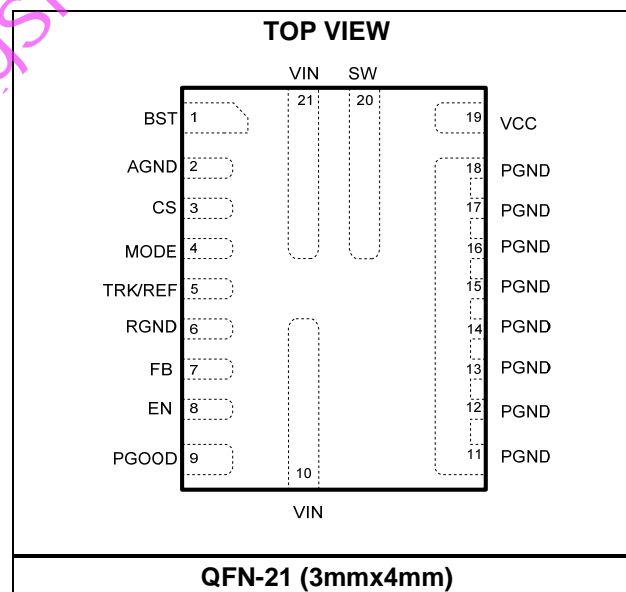 TOP VIEW
VIN SW
21 20
BST 1
19 VCC
AGND 2
18 PGND
CS 3
17 PGND
MODE 4
16 PGND
TRK/REF 5
15 PGND
RGND 6
14 PGND
FB 7
13 PGND
EN 8
12 PGND
PGOOD 9
11 PGND
10
VIN
QFN-21 (3mmx4mm)